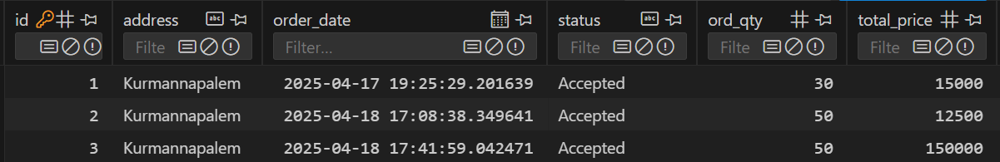 id address abc order_date status abc ord_qty total_price
Filte Filter... Filte Filte Filte
1 Kurmannapalem 2025-04-17 19:25:29.201639 Accepted 30 15000
2 Kurmannapalem 2025-04-18 17:08:38.349641 Accepted 50 12500
3 Kurmannapalem 2025-04-18 17:41:59.042471 Accepted 50 150000